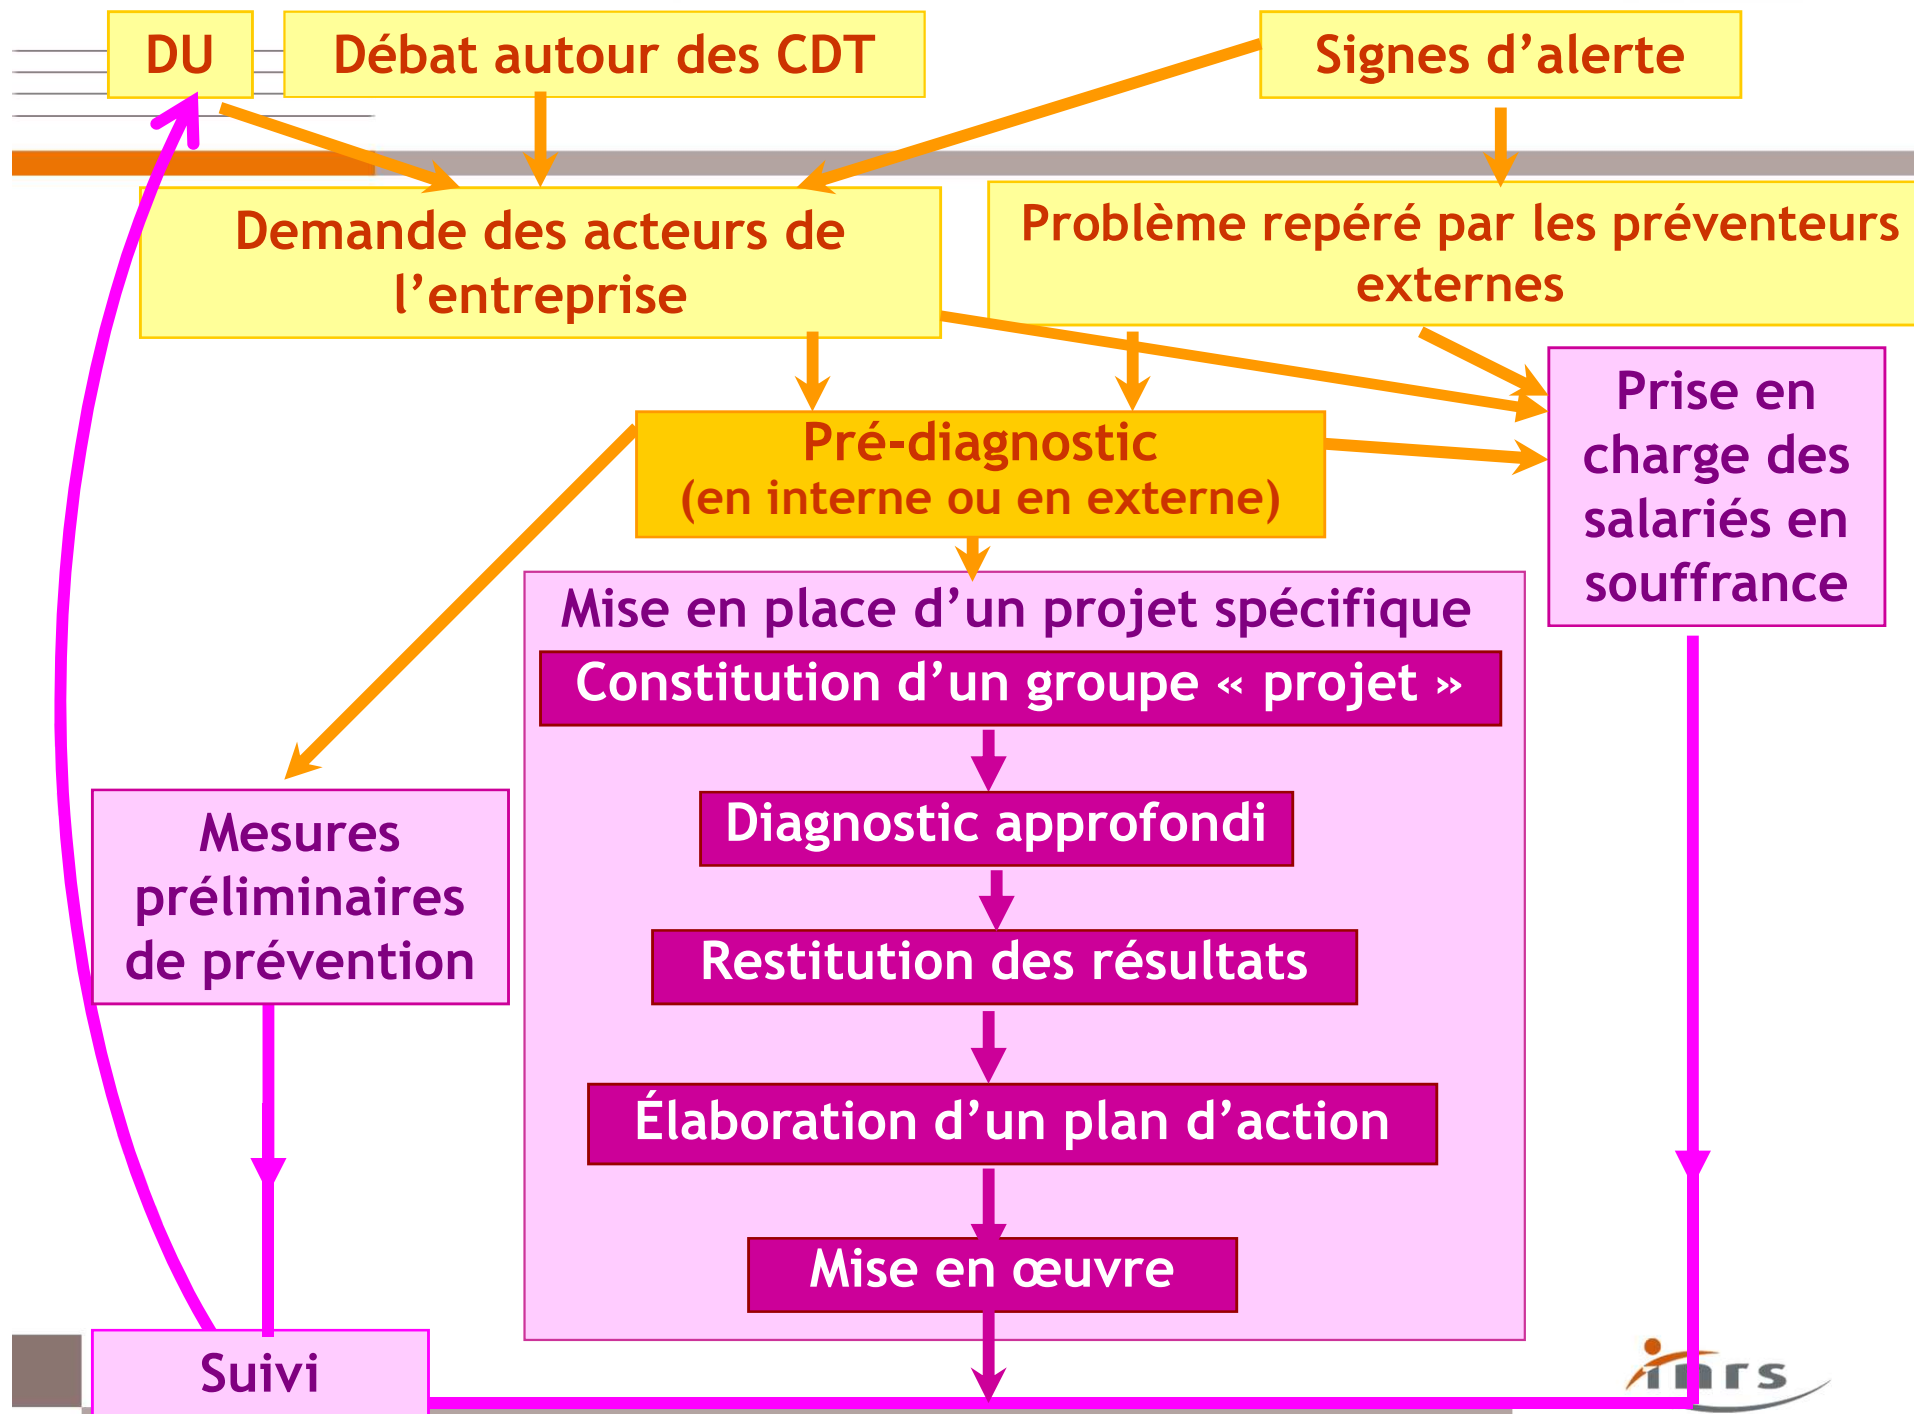 DU
Débat autour des CDT
Signes d’alerte
Demande des acteurs de
l’entreprise
Problème repéré par les préventeurs
externes
Pré-diagnostic
(en interne ou en externe)
Prise en
charge des
salariés en
souffrance
Mise en place d’un projet spécifique
Constitution d’un groupe « projet »
Diagnostic approfondi
Restitution des résultats
Élaboration d’un plan d’action
Mise en œuvre
Mesures
préliminaires
de prévention
Suivi
inrs